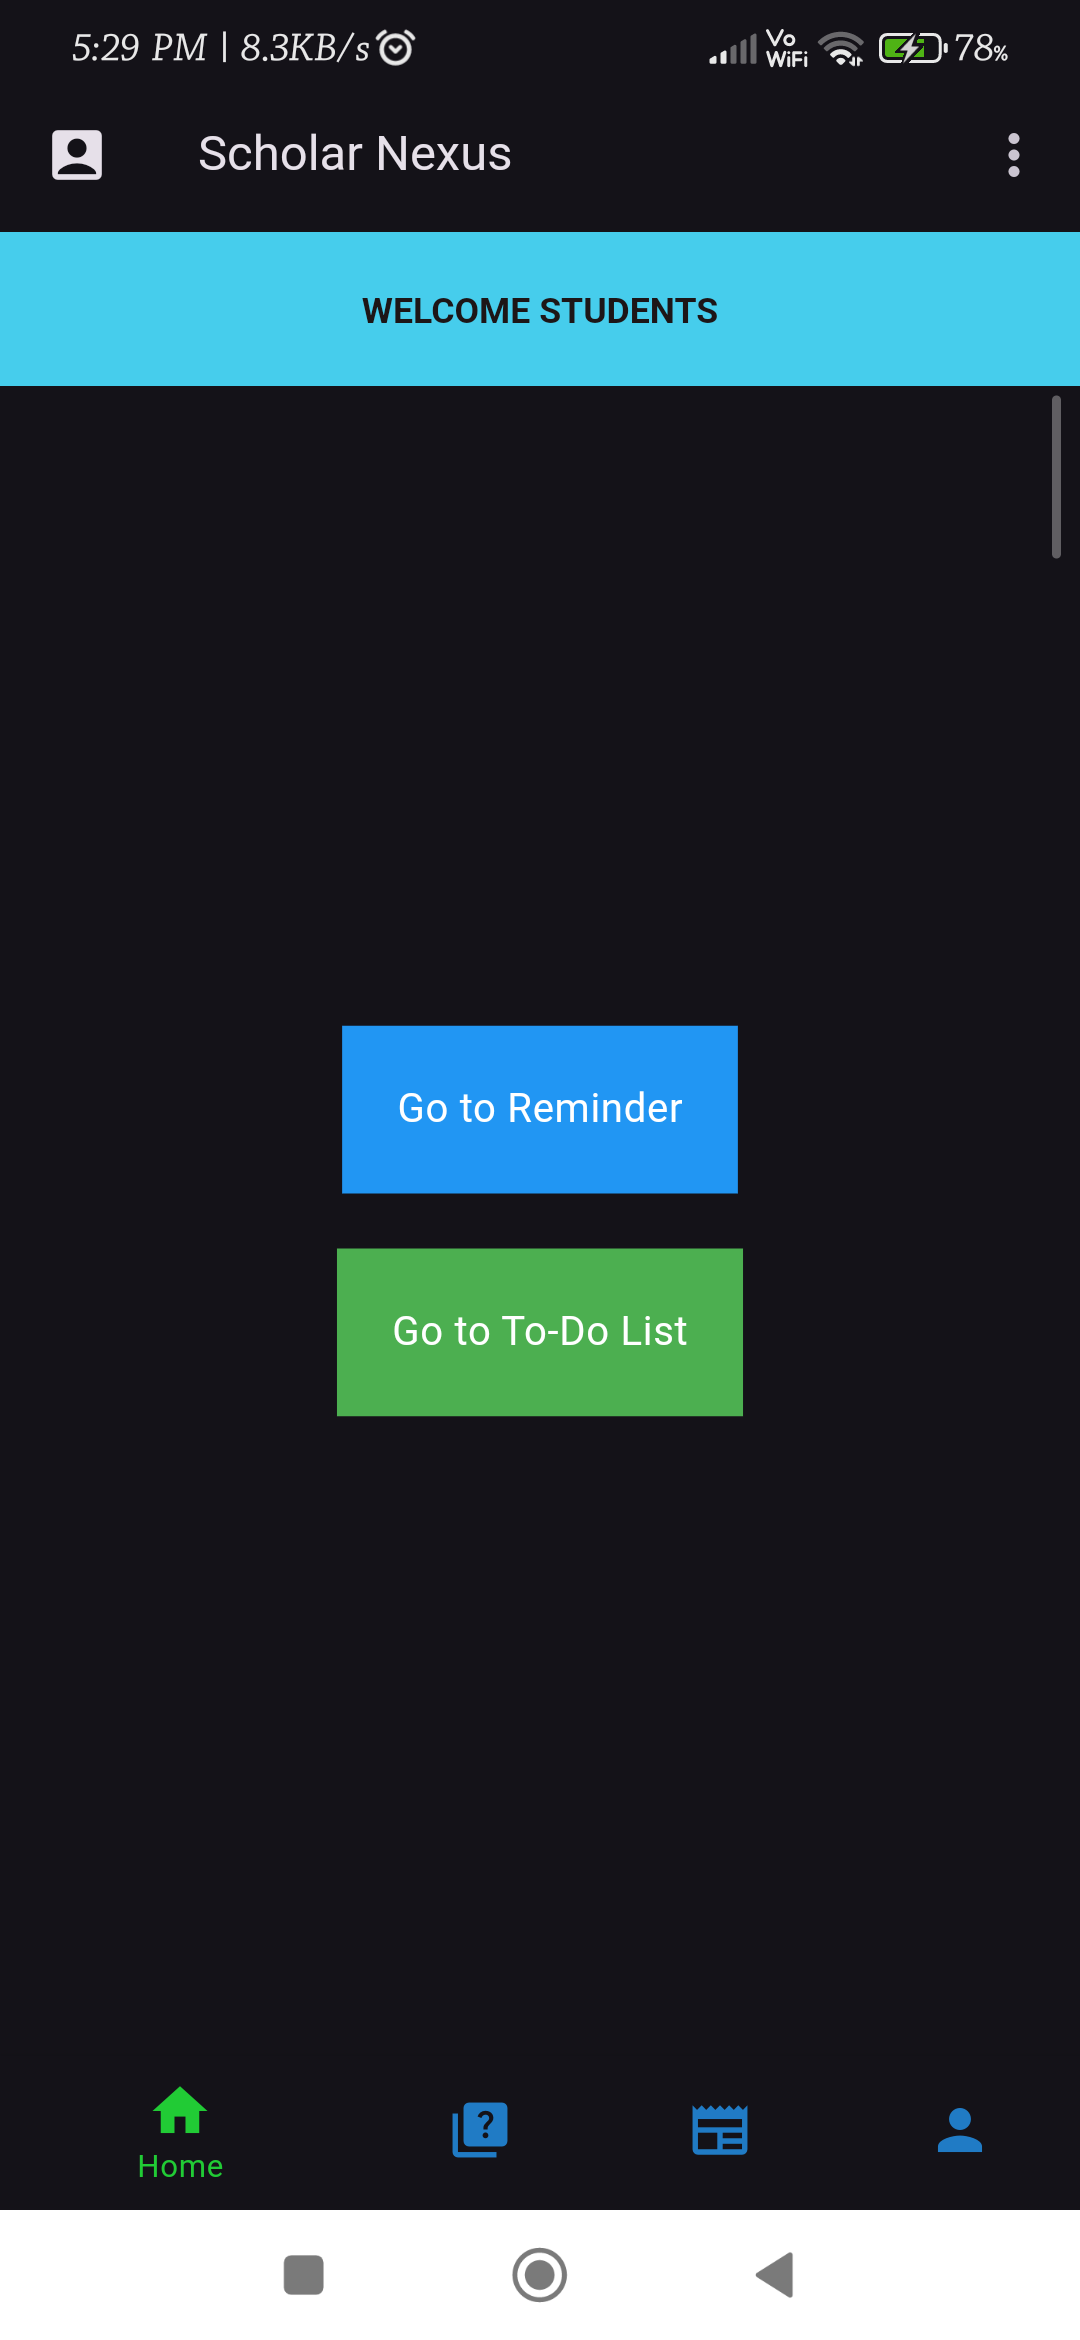 5:29 PM | 8.3KB/s
Vo
WiFi
78%
Scholar Nexus
WELCOME STUDENTS
Go to Reminder
Go to To-Do List
?
Home